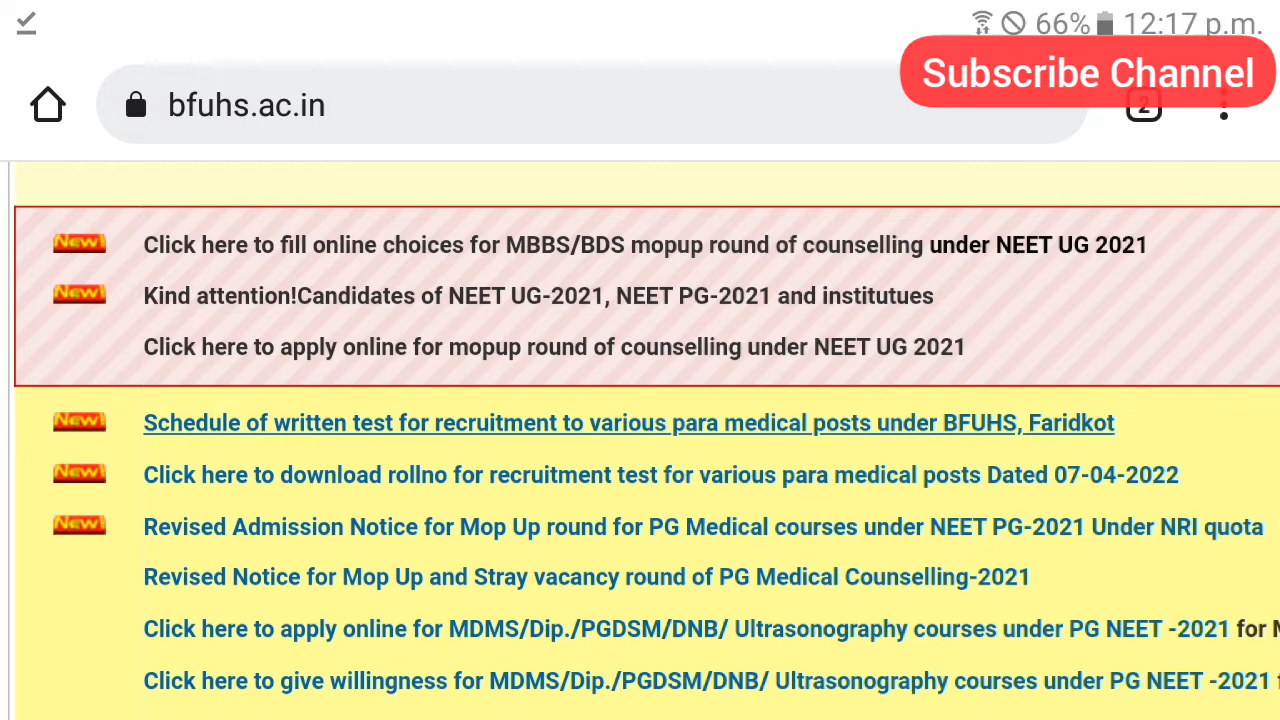 66% 12:17 p.m.
Subscribe Channel
bfuhs.ac.in
2
New! Click here to fill online choices for MBBS/BDS mopup round of counselling under NEET UG 2021
New! Kind attention!Candidates of NEET UG-2021, NEET PG-2021 and institutues
Click here to apply online for mopup round of counselling under NEET UG 2021
New! Schedule of written test for recruitment to various para medical posts under BFUHS, Faridkot
New! Click here to download rollno for recruitment test for various para medical posts Dated 07-04-2022
New! Revised Admission Notice for Mop Up round for PG Medical courses under NEET PG-2021 Under NRI quota
Revised Notice for Mop Up and Stray vacancy round of PG Medical Counselling-2021
Click here to apply online for MDMS/Dip./PGDSM/DNB/ Ultrasonography courses under PG NEET -2021 for
Click here to give willingness for MDMS/Dip./PGDSM/DNB/ Ultrasonography courses under PG NEET -2021